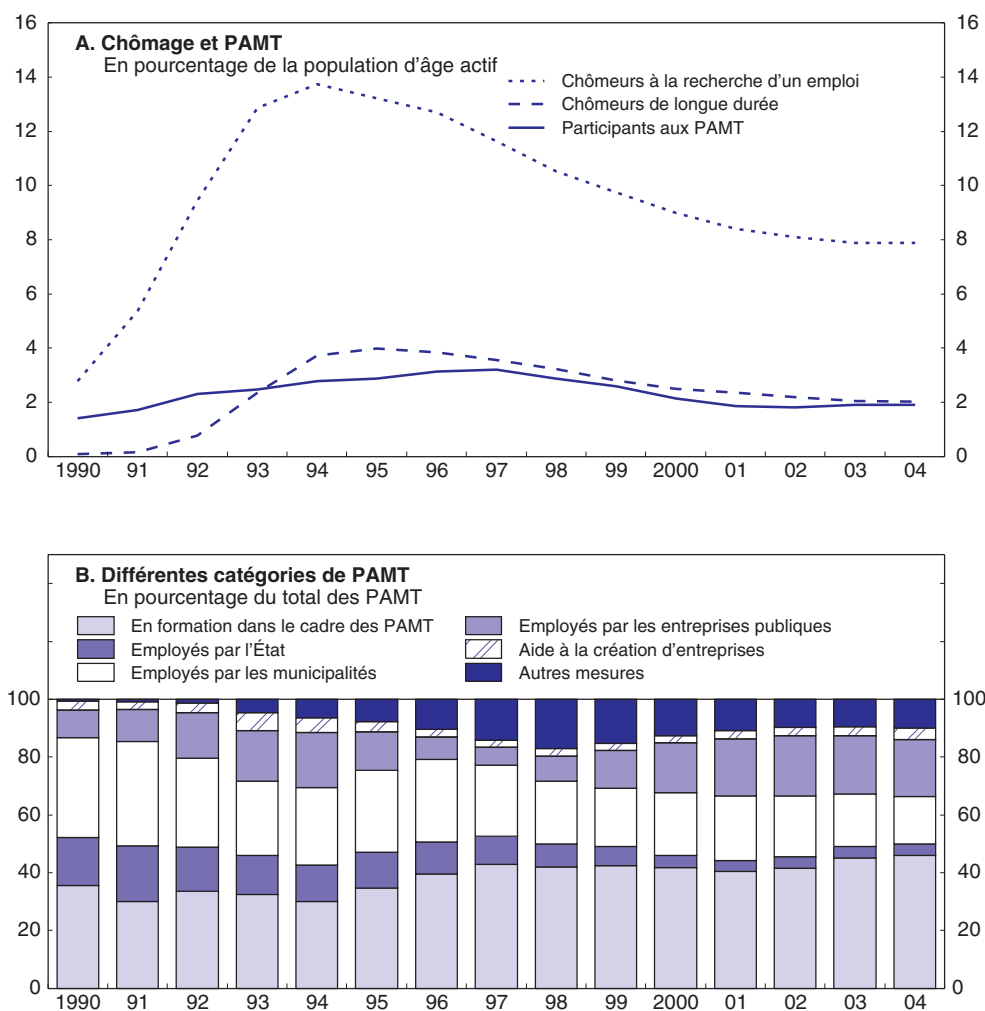 A. Chômage et PAMT
En pourcentage de la population d'âge actif
Chômeurs à la recherche d'un emploi
Chômeurs de longue durée
Participants aux PAMT
16 16
14 14
12 12
10 10
8 8
6 6
4 4
2 2
0 0
1990 91 92 93 94 95 96 97 98 99 2000 01 02 03 04
B. Différentes catégories de PAMT
En pourcentage du total des PAMT
En formation dans le cadre des PAMT
Employés par l'État
Employés par les municipalités
Employés par les entreprises publiques
Aide à la création d'entreprises
Autres mesures
100 100
80 80
60 60
40 40
20 20
0 0
1990 91 92 93 94 95 96 97 98 99 2000 01 02 03 04